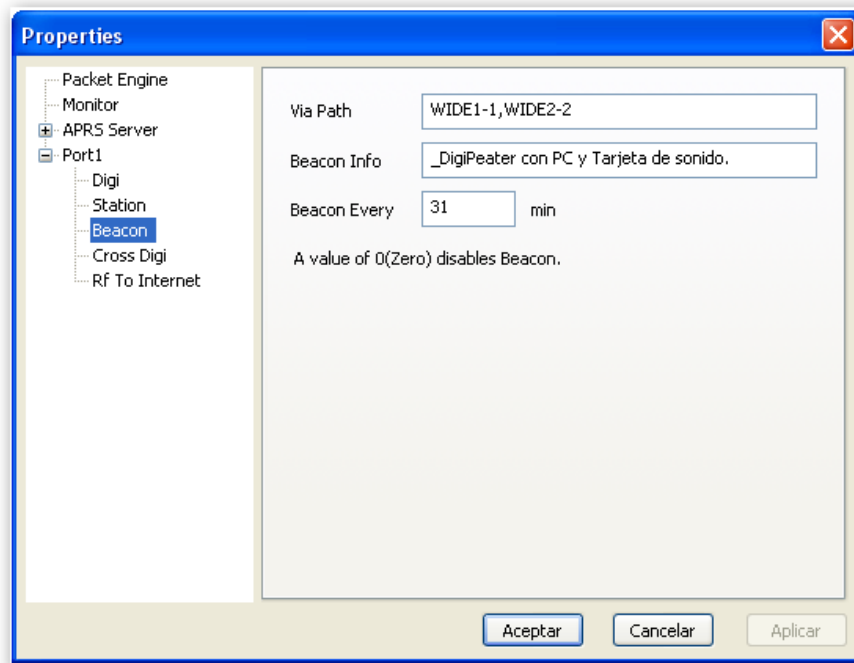 Properties
Packet Engine
Monitor
APRS Server
Port1
Digi
Station
Beacon
Cross Digi
Rf To Internet
Via Path WIDE1-1,WIDE2-2
Beacon Info _DigiPeater con PC y Tarjeta de sonido.
Beacon Every 31 min
A value of 0(Zero) disables Beacon.
Aceptar Cancelar Aplicar